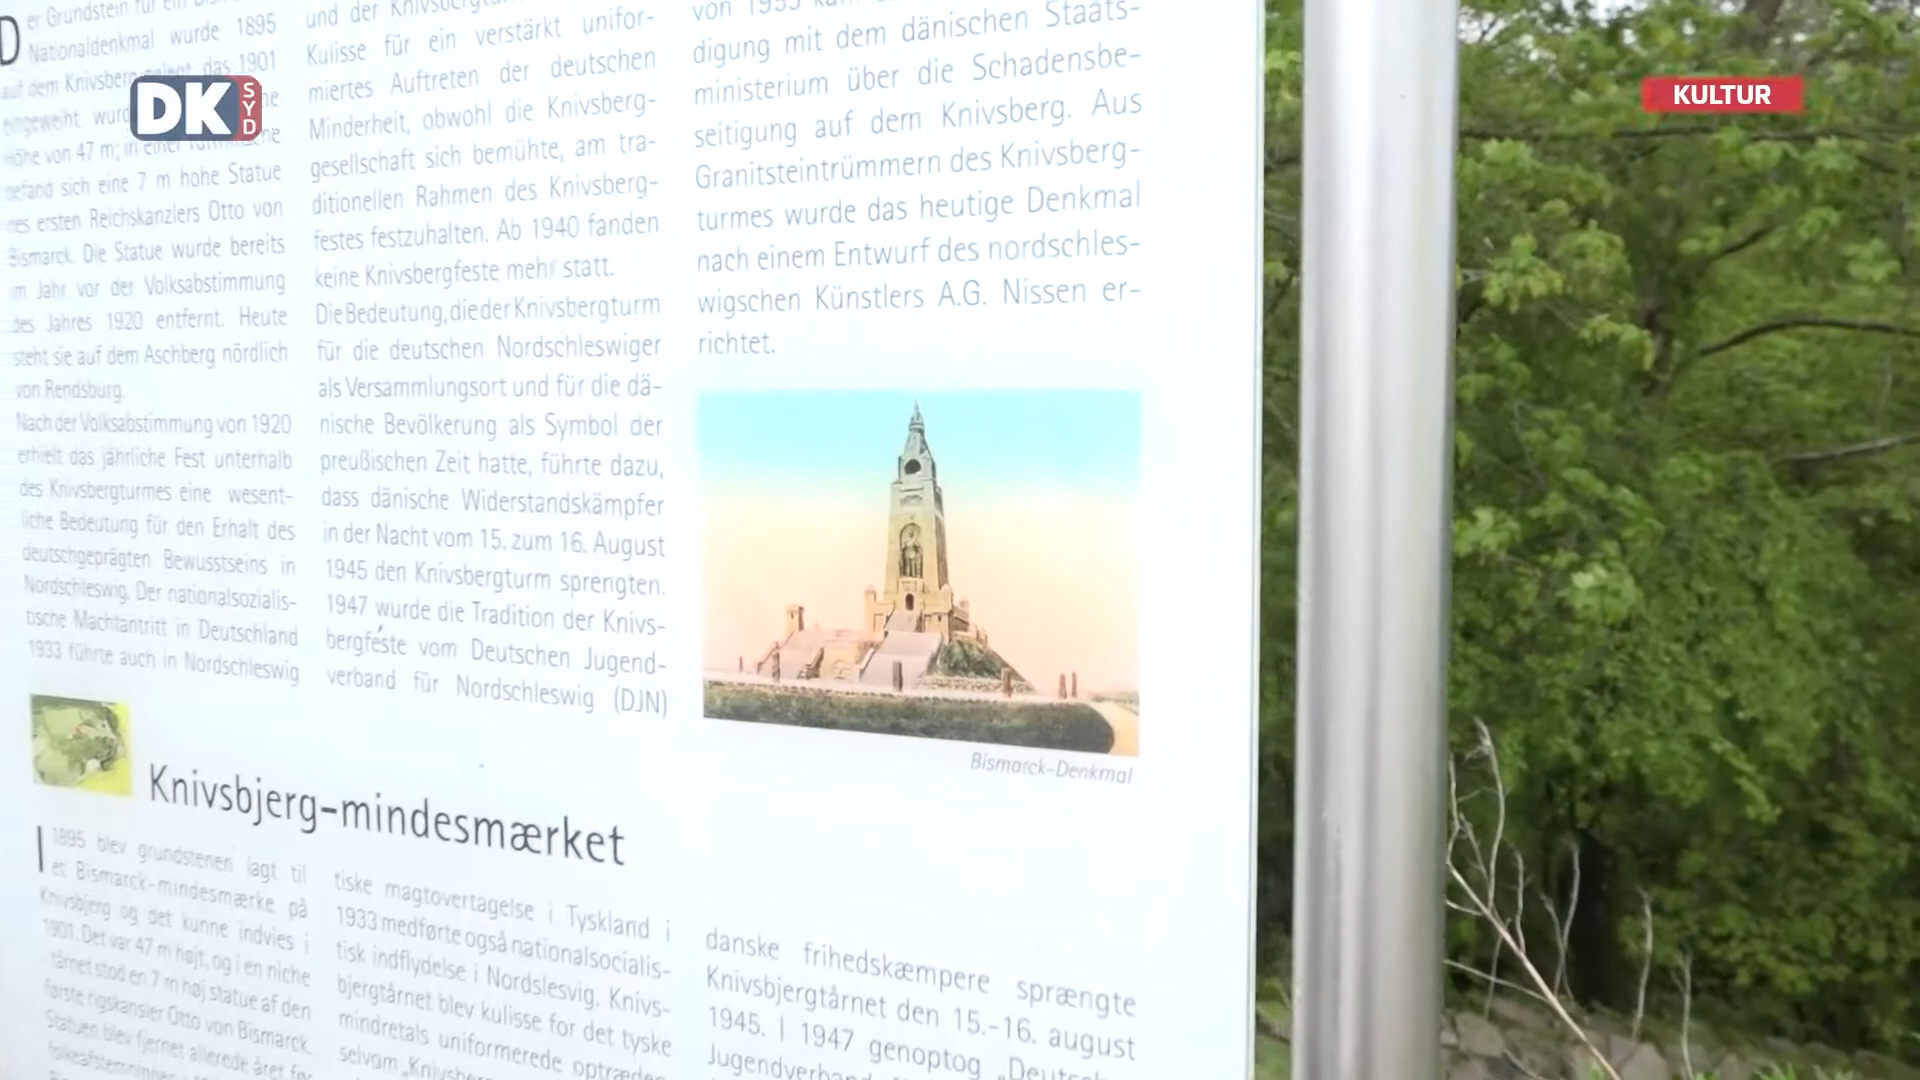 DK SYD
KULTUR
er Grundstein für ein
Nationaldenkmal wurde 1895
auf dem Knivsberg gelegt, das 1901
eingeweiht
Höhe von 47 m; in einer
befand sich eine 7 m hohe Statue
des ersten Reichskanzlers Otto von
Bismarck. Die Statue wurde bereits
im Jahr vor der Volksabstimmung
des Jahres 1920 entfernt. Heute
steht sie auf dem Aschberg nördlich
von Rendsburg.
Nach der Volksabstimmung von 1920
erhielt das jährliche Fest unterhalb
des Knivsbergturmes eine wesent-
liche Bedeutung für den Erhalt des
deutschgeprägten Bewusstseins in
Nordschleswig. Der nationalsozialis-
tische Machtantritt in Deutschland
1933 führte auch in Nordschleswig
und der
Kulisse für ein verstärkt unifor-
miertes Auftreten der deutschen
Minderheit, obwohl die Knivsberg-
gesellschaft sich bemühte, am tra-
ditionellen Rahmen des Knivsberg-
festes festzuhalten. Ab 1940 fanden
keine Knivsbergfeste mehr statt.
Die Bedeutung, die der Knivsbergturm
für die deutschen Nordschleswiger
als Versammlungsort und für die dä-
nische Bevölkerung als Symbol der
preußischen Zeit hatte, führte dazu,
dass dänische Widerstandskämpfer
in der Nacht vom 15. zum 16. August
1945 den Knivsbergturm sprengten.
1947 wurde die Tradition der Knivs-
bergfeste vom Deutschen Jugend-
verband für Nordschleswig (DJN)
von
digung mit dem dänischen Staats-
ministerium über die Schadensbe-
seitigung auf dem Knivsberg. Aus
Granitsteintrümmern des Knivsberg-
turmes wurde das heutige Denkmal
nach einem Entwurf des nordschles-
wigschen Künstlers A.G. Nissen er-
richtet.
Bismarck-Denkmal
Knivsbjerg-mindesmærket
I 1895 blev grundstenen lagt til
et Bismarck-mindesmærke på
Knivsbjerg og det kunne indvies i
1901. Det var 47 m højt, og i en niche
tårnet stod en 7 m høj statue af den
første rigskansler Otto von Bismarck.
Statuen blev fjernet allerede året før
tiske magtovertagelse i Tyskland i
1933 medførte også nationalsocialis-
tisk indflydelse i Nordslesvig. Knivs-
bjergtårnet blev kulisse for det tyske
mindretals uniformerede optræden
selvom
danske frihedskæmpere sprængte
Knivsbjergtårnet den 15.-16. august
1945. I 1947 genoptog